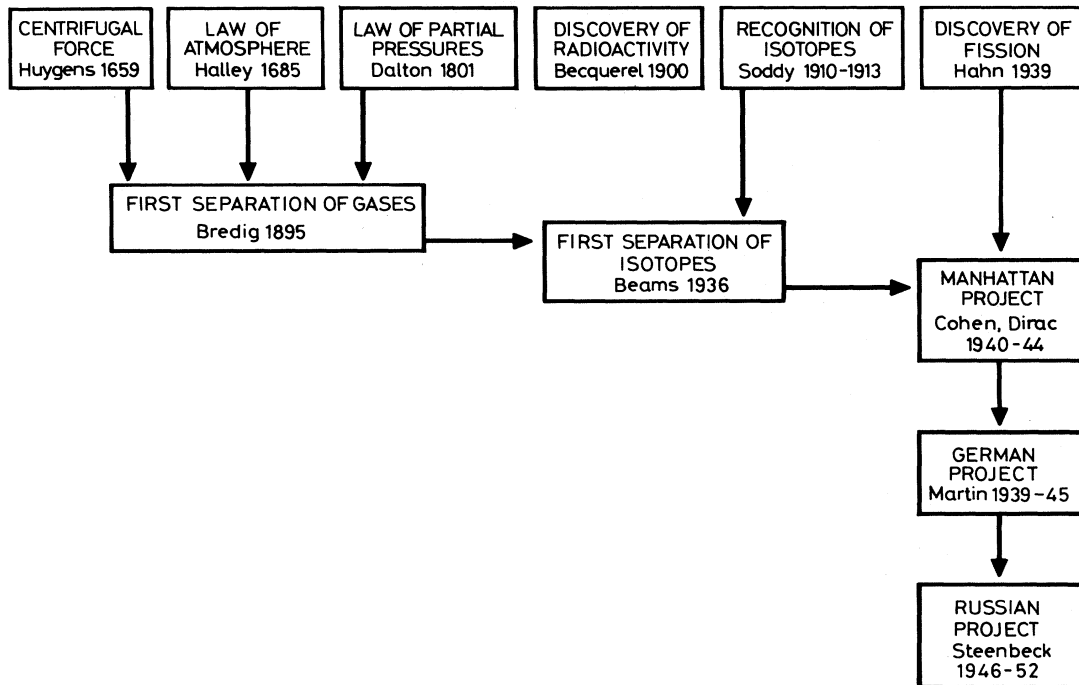 CENTRIFUGAL
FORCE
Huygens 1659
LAW OF
ATMOSPHERE
Halley 1685
LAW OF PARTIAL
PRESSURES
Dalton 1801
DISCOVERY OF
RADIOACTIVITY
Becquerel 1900
RECOGNITION OF
ISOTOPES
Soddy 1910-1913
DISCOVERY OF
FISSION
Hahn 1939
FIRST SEPARATION OF GASES
Bredig 1895
FIRST SEPARATION OF
ISOTOPES
Beams 1936
MANHATTAN
PROJECT
Cohen, Dirac
1940-44
GERMAN
PROJECT
Martin 1939-45
RUSSIAN
PROJECT
Steenbeck
1946-52